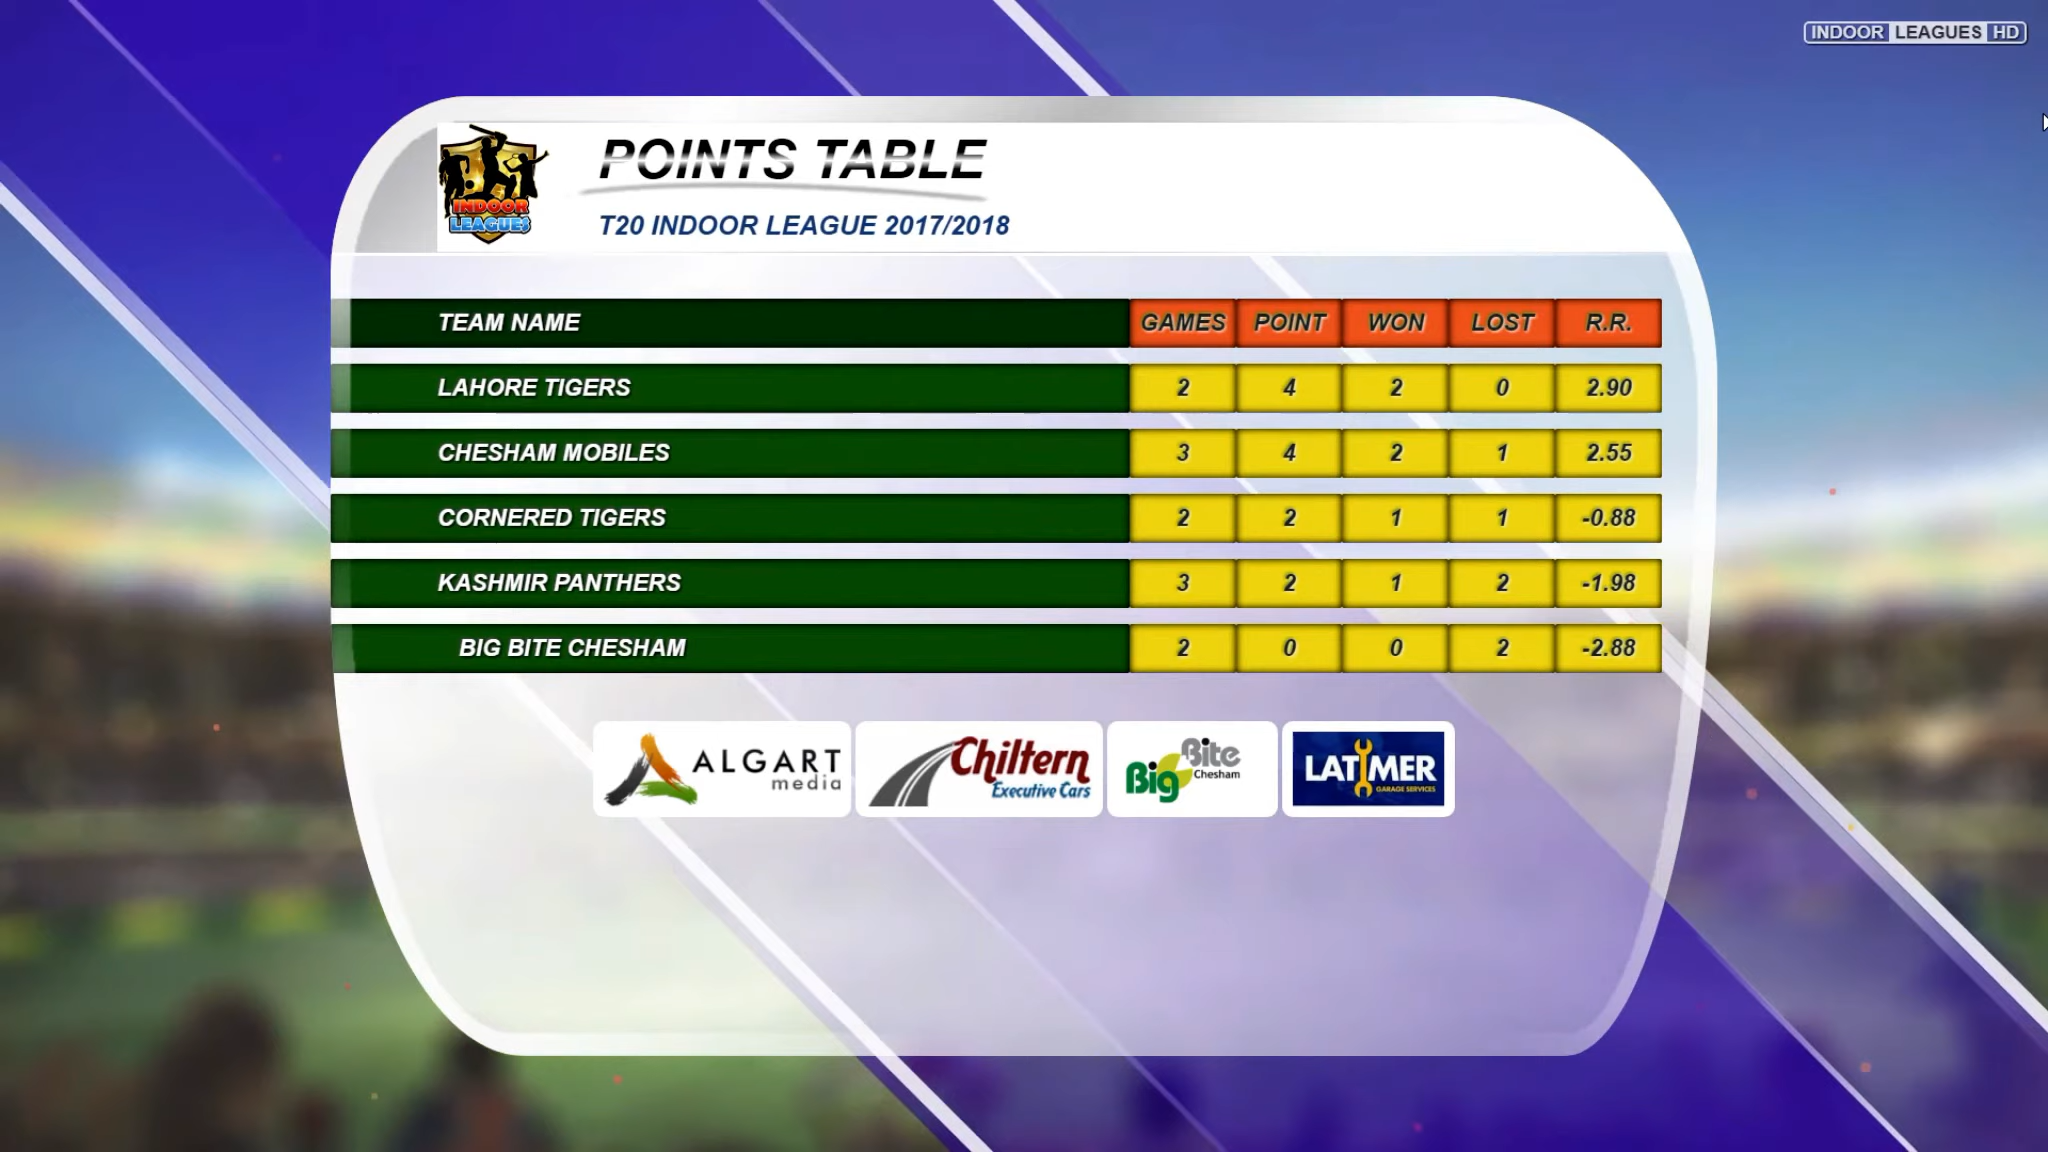 INDOOR LEAGUES HD
INDOOR
LEAGUES
POINTS TABLE
T20 INDOOR LEAGUE 2017/2018
TEAM NAME GAMES POINT WON LOST R.R.
LAHORE TIGERS 2 4 2 0 2.90
CHESHAM MOBILES 3 4 2 1 2.55
CORNERED TIGERS 2 2 1 1 -0.88
KASHMIR PANTHERS 3 2 1 2 -1.98
BIG BITE CHESHAM 2 0 0 2 -2.88
ALGART
media
Chiltern
Executive Cars
Big Bite
Chesham
LATIMER
GARAGE SERVICES